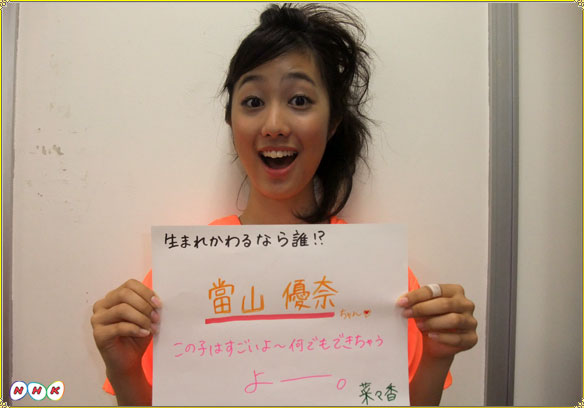 生まれかわるなら誰!?
當山 優奈
ちゃん♥
この子はすごいよ〜何でもできちゃう
よー。
菜々香
NHK